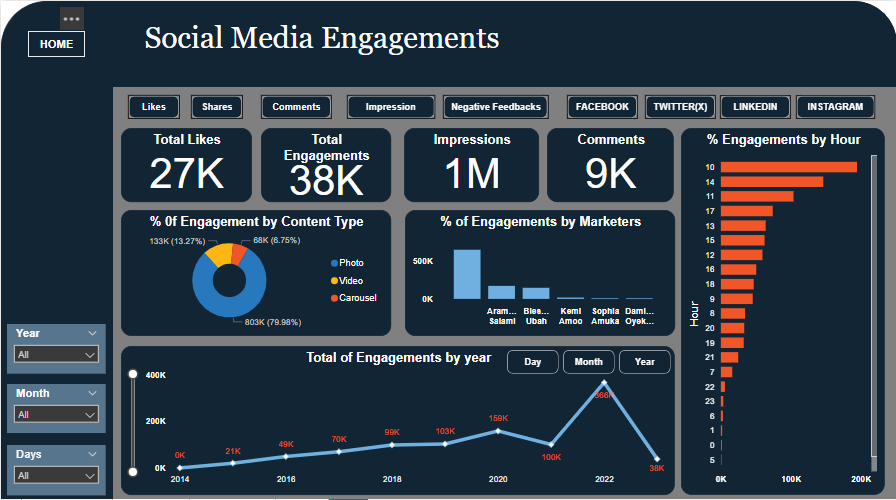 •••
HOME
Social Media Engagements
Likes
Shares
Comments
Impression
Negative Feedbacks
FACEBOOK
TWITTER(X)
LINKEDIN
INSTAGRAM
Total Likes
27K
Total
Engagements
38K
Impressions
1M
Comments
9K
% 0f Engagement by Content Type
133K (13.27%)
68K (6.75%)
803K (79.98%)
Photo
Video
Carousel
% of Engagements by Marketers
500K
0K
Aram...
Salami
Bles...
Ubah
Kemi
Amoo
Sophia
Amuka
Dami...
Oyek...
% Engagements by Hour
Hour
10
14
11
17
13
15
12
16
18
9
8
20
19
21
7
22
23
6
1
0
5
0K
100K
200K
Year
All
Month
All
Days
All
Total of Engagements by year
Day
Month
Year
400K
200K
0K
0K
21K
49K
70K
99K
103K
159K
100K
366K
38K
2014
2016
2018
2020
2022